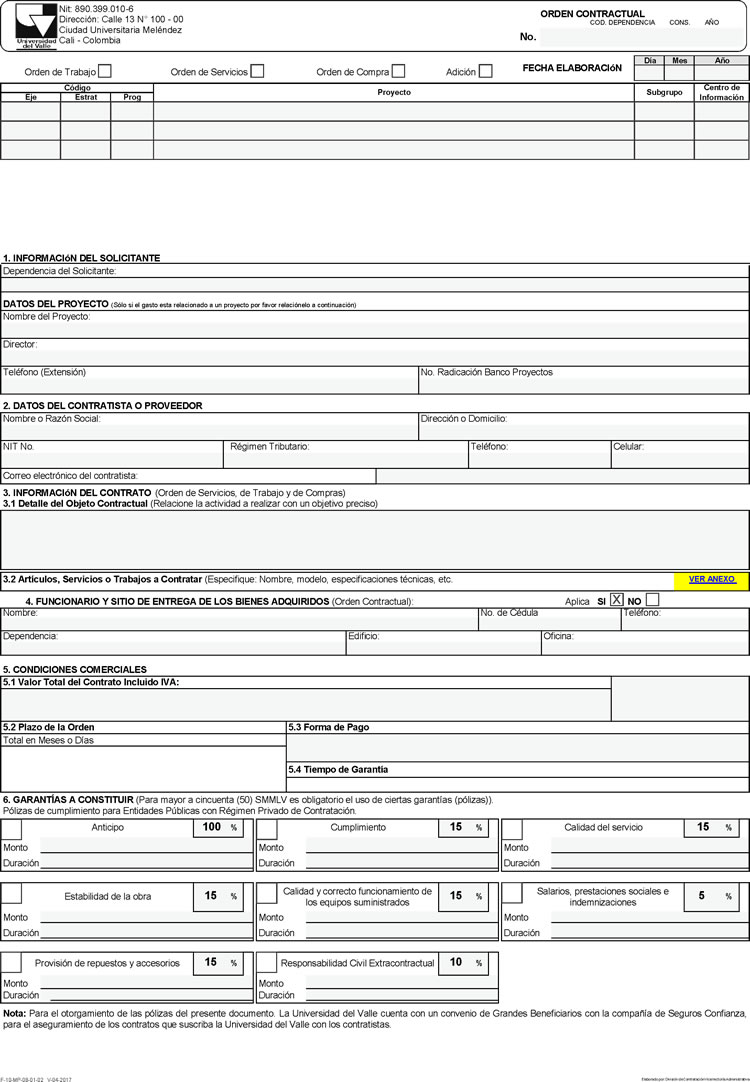 Nit: 890.399.010-6
Dirección: Calle 13 N° 100 - 00
Ciudad Universitaria Meléndez
Cali - Colombia
Universidad
del Valle
ORDEN CONTRACTUAL
COD. DEPENDENCIA CONS. AÑO
No.
Orden de Trabajo Orden de Servicios Orden de Compra Adición FECHA ELABORACIóN Día Mes Año
Código Proyecto Subgrupo Centro de Información
Eje Estrat Prog
1. INFORMACIóN DEL SOLICITANTE
Dependencia del Solicitante:
DATOS DEL PROYECTO (Sólo si el gasto esta relacionado a un proyecto por favor relaciónelo a continuación)
Nombre del Proyecto:
Director:
Teléfono (Extensión) No. Radicación Banco Proyectos
2. DATOS DEL CONTRATISTA O PROVEEDOR
Nombre o Razón Social: Dirección o Domicilio:
NIT No. Régimen Tributario: Teléfono: Celular:
Correo electrónico del contratista:
3. INFORMACIóN DEL CONTRATO (Orden de Servicios, de Trabajo y de Compras)
3.1 Detalle del Objeto Contractual (Relacione la actividad a realizar con un objetivo preciso)
3.2 Artículos, Servicios o Trabajos a Contratar (Especifique: Nombre, modelo, especificaciones técnicas, etc. VER ANEXO
4. FUNCIONARIO Y SITIO DE ENTREGA DE LOS BIENES ADQUIRIDOS (Orden Contractual): Aplica SI X NO
Nombre: No. de Cédula Teléfono:
Dependencia: Edificio: Oficina:
5. CONDICIONES COMERCIALES
5.1 Valor Total del Contrato Incluido IVA:
5.2 Plazo de la Orden 5.3 Forma de Pago
Total en Meses o Días
5.4 Tiempo de Garantía
6. GARANTÍAS A CONSTITUIR (Para mayor a cincuenta (50) SMMLV es obligatorio el uso de ciertas garantías (pólizas)).
Pólizas de cumplimiento para Entidades Públicas con Régimen Privado de Contratación.
Anticipo 100 % Cumplimiento 15 % Calidad del servicio 15 %
Monto Monto Monto
Duración Duración Duración
Estabilidad de la obra 15 % Calidad y correcto funcionamiento de los equipos suministrados 15 % Salarios, prestaciones sociales e indemnizaciones 5 %
Monto Monto Monto
Duración Duración Duración
Provisión de repuestos y accesorios 15 % Responsabilidad Civil Extracontractual 10 %
Monto Monto
Duración Duración
Nota: Para el otorgamiento de las pólizas del presente documento. La Universidad del Valle cuenta con un convenio de Grandes Beneficiarios con la compañía de Seguros Confianza,
para el aseguramiento de los contratos que suscriba la Universidad del Valle con los contratistas.
F-13-MP-08-01-02 V-04-2017
Elaborado por División de Contratación